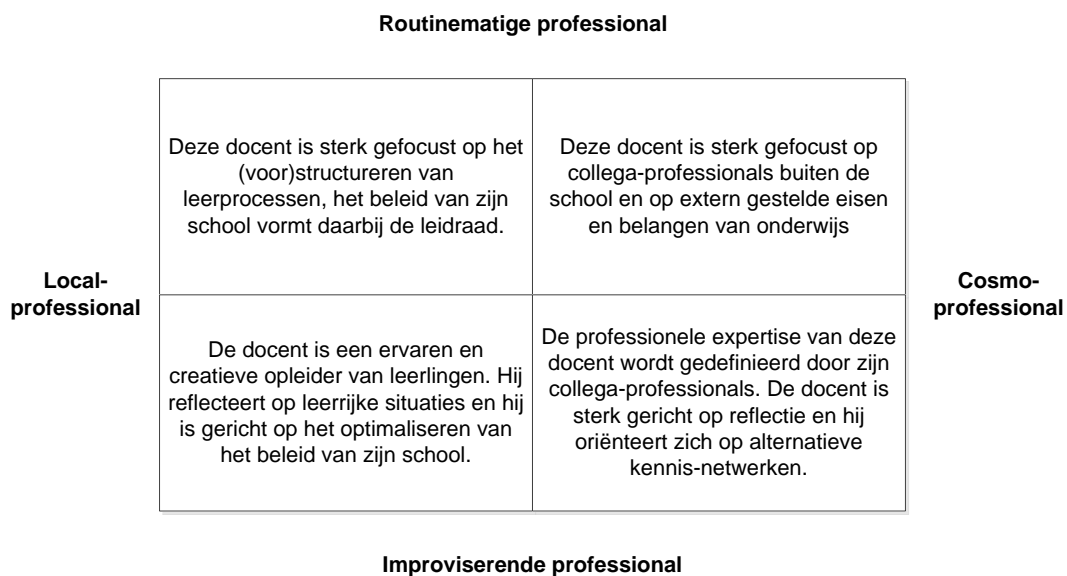 Routinematige professional
Deze docent is sterk gefocust op het
(voor)structureren van
leerprocessen, het beleid van zijn
school vormt daarbij de leidraad.
Deze docent is sterk gefocust op
collega-professionals buiten de
school en op extern gestelde eisen
en belangen van onderwijs
Local-
professional
Cosmo-
professional
De docent is een ervaren en
creatieve opleider van leerlingen. Hij
reflecteert op leerrijke situaties en hij
is gericht op het optimaliseren van
het beleid van zijn school.
De professionele expertise van deze
docent wordt gedefinieerd door zijn
collega-professionals. De docent is
sterk gericht op reflectie en hij
oriënteert zich op alternatieve
kennis-netwerken.
Improviserende professional